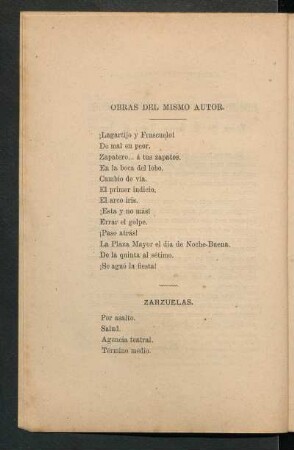 OBRAS DEL MISMO AUTOR.
¡Lagartijo y Frascuelo!
De mal en peor.
Zapatero... á tus zapatos.
En la boca del lobo.
Cambio de vía.
El primer indicio.
El arco iris.
¡Esta y no más!
Errar el golpe.
¡Paso atrás!
La Plaza Mayor el dia de Noche-Buena.
De la quinta al sétimo.
¡Se aguó la fiesta!
ZARZUELAS.
Por asalto.
Salud.
Agencia teatral.
Término medio.